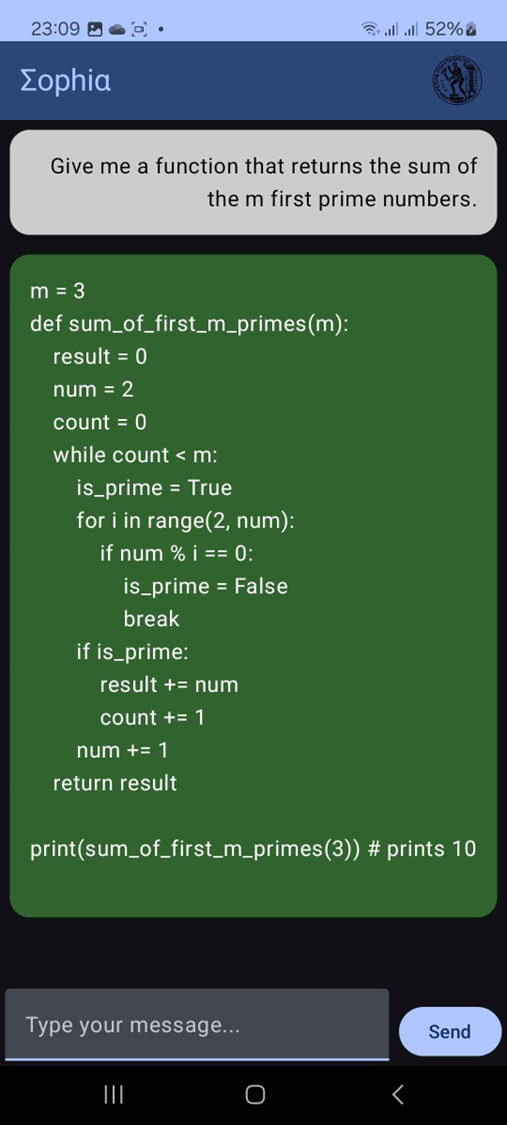 23:09 52%
Σophia
Give me a function that returns the sum of
the m first prime numbers.
m = 3
def sum_of_first_m_primes(m):
    result = 0
    num = 2
    count = 0
    while count < m:
        is_prime = True
        for i in range(2, num):
            if num % i == 0:
                is_prime = False
                break
        if is_prime:
            result += num
            count += 1
        num += 1
    return result
print(sum_of_first_m_primes(3)) # prints 10
Type your message...
Send